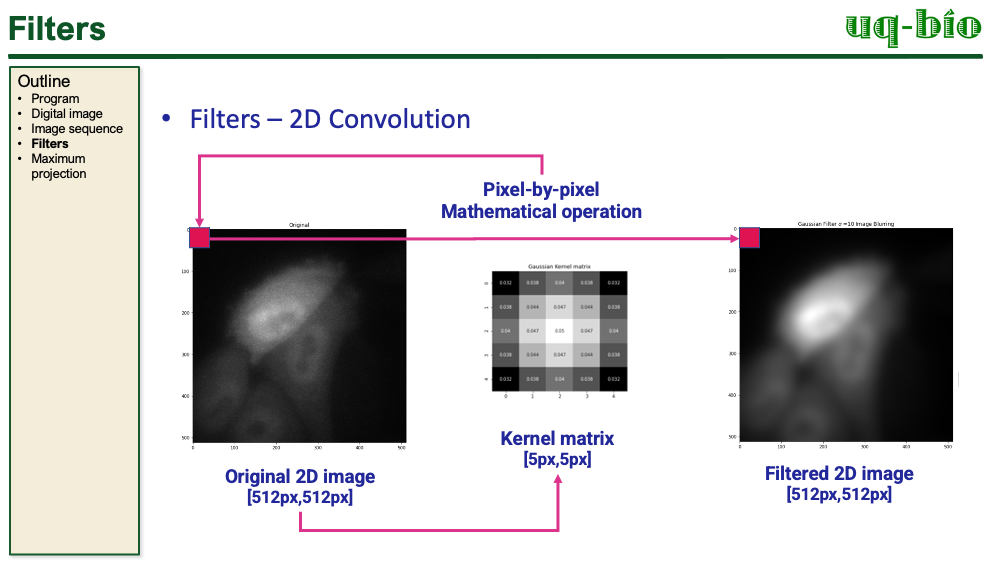 Filters
uq-bio
Outline
• Program
• Digital image
• Image sequence
• Filters
• Maximum
projection
• Filters – 2D Convolution
Pixel-by-pixel
Mathematical operation
Original
0
100
200
300
400
500
0 100 200 300 400 500
Gaussian Kernel matrix
0 0.032 0.038 0.04 0.038 0.032
1 0.038 0.044 0.047 0.044 0.038
2 0.04 0.047 0.05 0.047 0.04
3 0.038 0.044 0.047 0.044 0.038
4 0.032 0.038 0.04 0.038 0.032
0 1 2 3 4
Gaussian Filter σ =10 Image Blurring
0
100
200
300
400
500
0 100 200 300 400 500
Original 2D image
[512px,512px]
Kernel matrix
[5px,5px]
Filtered 2D image
[512px,512px]